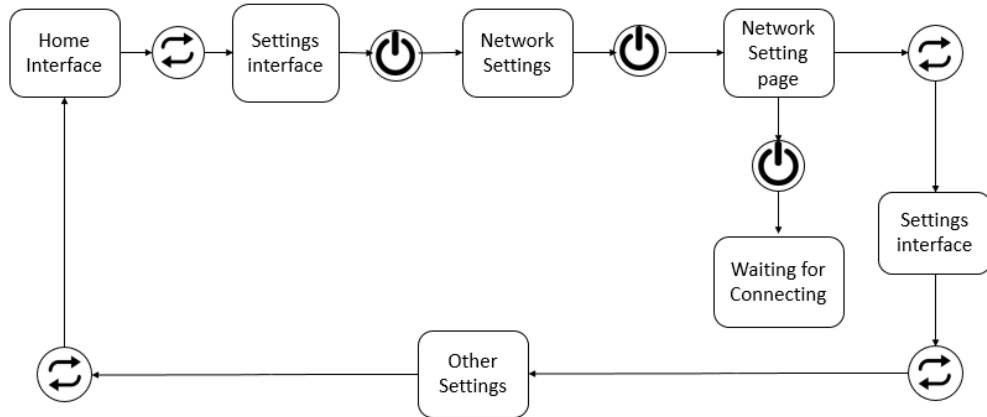 Home
Interface
Settings
interface
Network
Settings
Network
Setting
page
Settings
interface
Waiting for
Connecting
Other
Settings